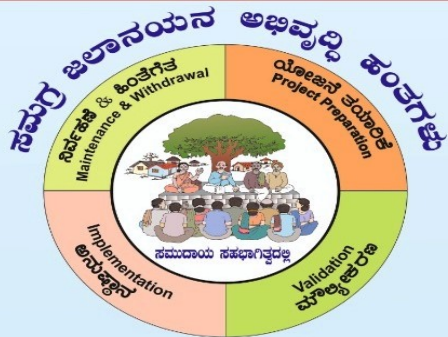 ಸಮಗ್ರ ಜಲಾನಯನ ಅಭಿವೃದ್ಧಿ ಹಂತಗಳು
ನಿರ್ವಹಣೆ & ಹಿಂತೆಗೆತ
Maintenance & Withdrawal
ಯೋಜನೆ ತಯಾರಿಕೆ
Project Preparation
ಸಮುದಾಯ ಸಹಭಾಗಿತ್ವದಲ್ಲಿ
Implementation
ಅನುಷ್ಠಾನ
Validation
ಮೌಲ್ಯೀಕರಣ